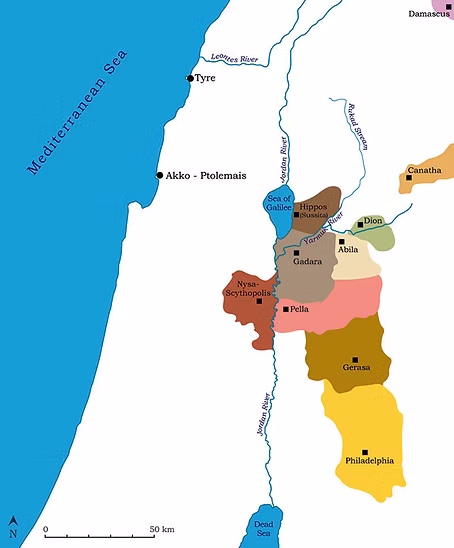 Damascus
Leontes River
Tyre
Mediterranean Sea
Rukad Stream
Jordan River
Akko - Ptolemais
Canatha
Sea of
Galilee
Hippos
(Sussita)
Dion
Yarmuk River
Abila
Gadara
Nysa-
Scythopolis
Pella
Gerasa
Jordan River
Philadelphia
Dead
Sea
N
0
50 km